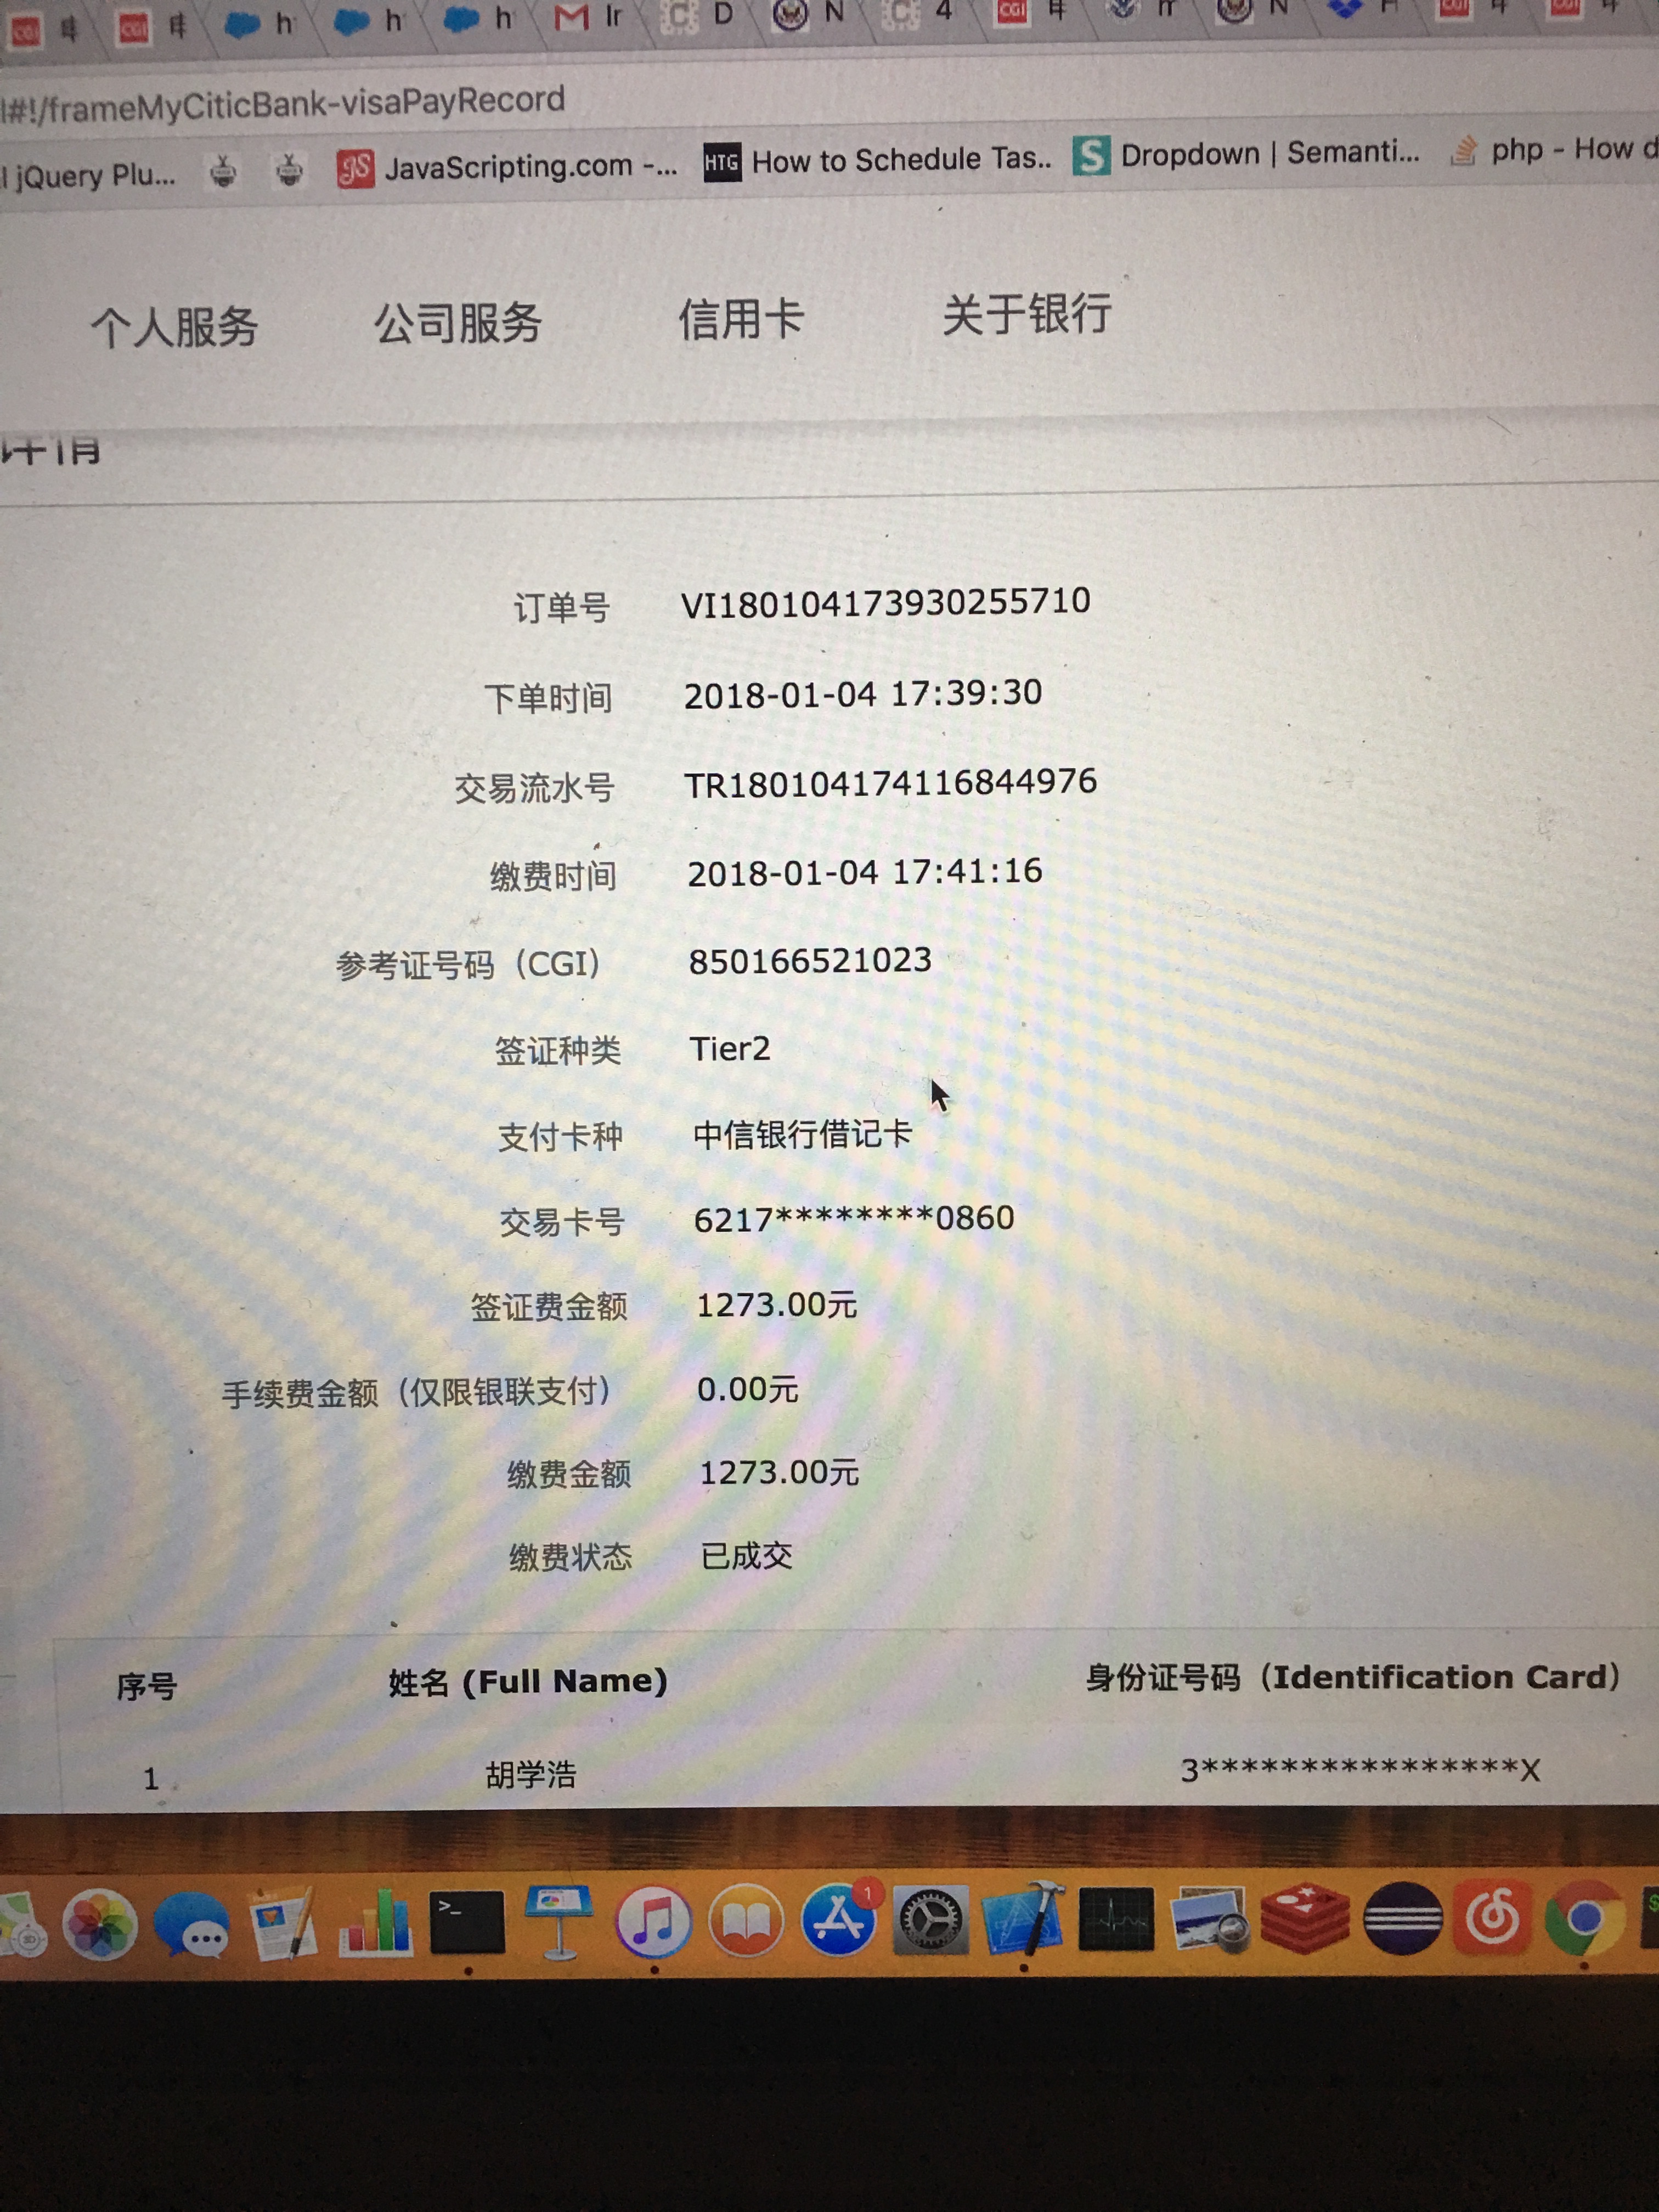 h h h Ir D N 4 N
l#!/frameMyCiticBank-visaPayRecord
l jQuery Plu... JS JavaScripting.com -... HTG How to Schedule Tas.. S Dropdown | Semanti... php - How d
个人服务 公司服务 信用卡 关于银行
订单号 VI180104173930255710
下单时间 2018-01-04 17:39:30
交易流水号 TR180104174116844976
缴费时间 2018-01-04 17:41:16
参考证号码（CGI） 850166521023
签证种类 Tier2
支付卡种 中信银行借记卡
交易卡号 6217********0860
签证费金额 1273.00元
手续费金额（仅限银联支付） 0.00元
缴费金额 1273.00元
缴费状态 已成交
序号 姓名 (Full Name) 身份证号码（Identification Card）
1 胡学浩 3****************X
1